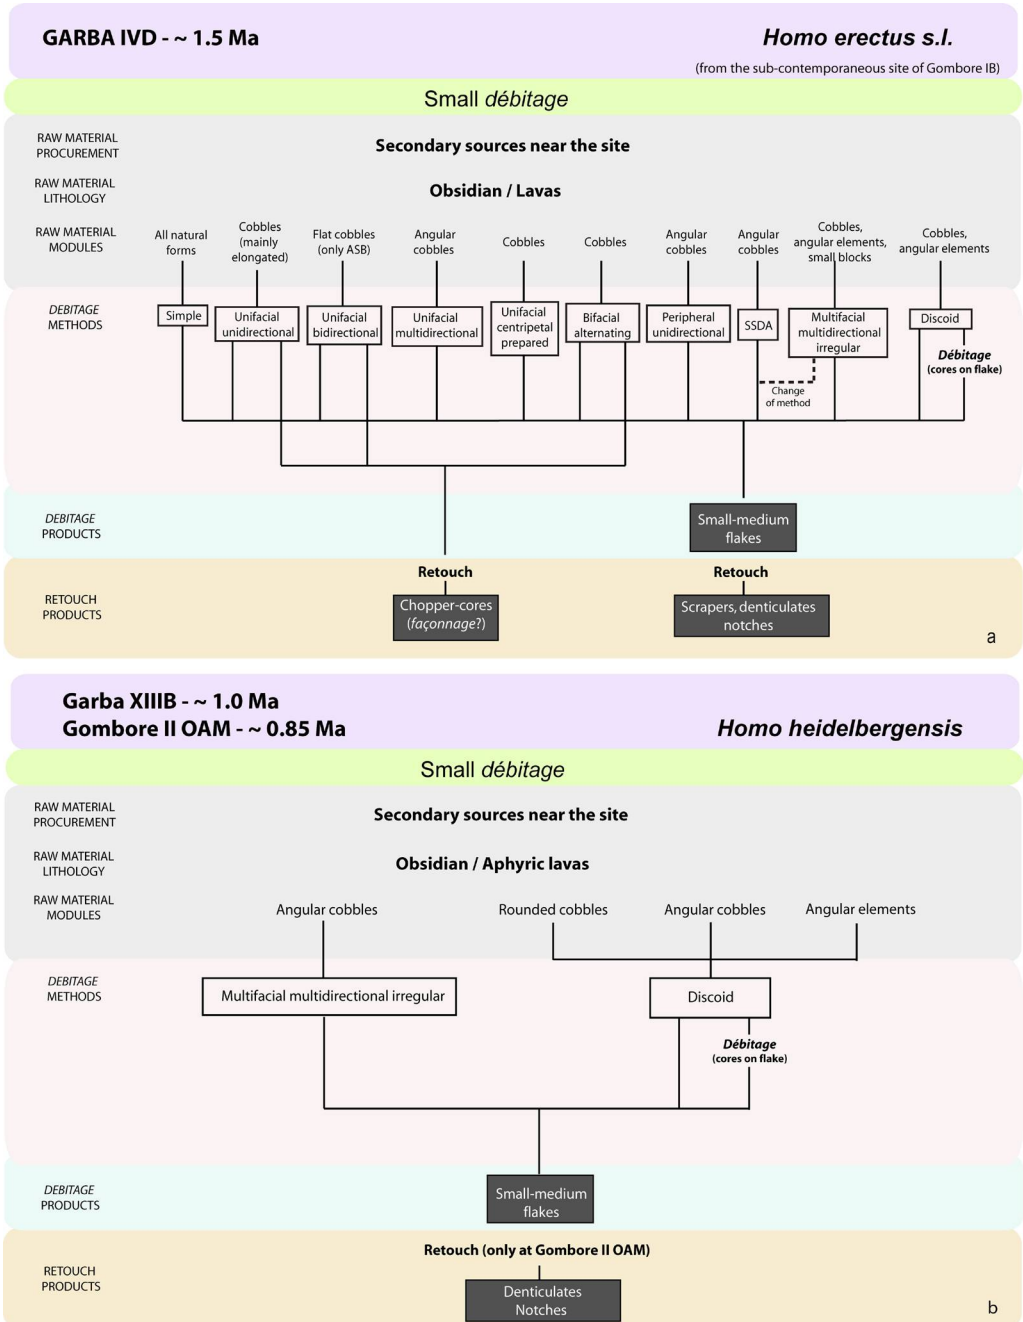 GARBA IVD - ~ 1.5 Ma
Homo erectus s.l.
(from the sub-contemporaneous site of Gombore IB)
Small débitage
RAW MATERIAL
PROCUREMENT
Secondary sources near the site
RAW MATERIAL
LITHOLOGY
Obsidian / Lavas
RAW MATERIAL
MODULES
All natural
forms
Cobbles
(mainly
elongated)
Flat cobbles
(only ASB)
Angular
cobbles
Cobbles
Cobbles
Angular
cobbles
Angular
cobbles
Cobbles,
angular elements,
small blocks
Cobbles,
angular elements
DEBITAGE
METHODS
Simple
Unifacial
unidirectional
Unifacial
bidirectional
Unifacial
multidirectional
Unifacial
centripetal
prepared
Bifacial
alternating
Peripheral
unidirectional
SSDA
Multifacial
multidirectional
irregular
Discoid
Débitage
(cores on flake)
Change
of method
DEBITAGE
PRODUCTS
Small-medium
flakes
RETOUCH
PRODUCTS
Retouch
Chopper-cores
(façonnage?)
Retouch
Scrapers, denticulates
notches
a
Garba XIIIB - ~ 1.0 Ma
Gombore II OAM - ~ 0.85 Ma
Homo heidelbergensis
Small débitage
RAW MATERIAL
PROCUREMENT
Secondary sources near the site
RAW MATERIAL
LITHOLOGY
Obsidian / Aphyric lavas
RAW MATERIAL
MODULES
Angular cobbles
Rounded cobbles
Angular cobbles
Angular elements
DEBITAGE
METHODS
Multifacial multidirectional irregular
Discoid
Débitage
(cores on flake)
DEBITAGE
PRODUCTS
Small-medium
flakes
RETOUCH
PRODUCTS
Retouch (only at Gombore II OAM)
Denticulates
Notches
b